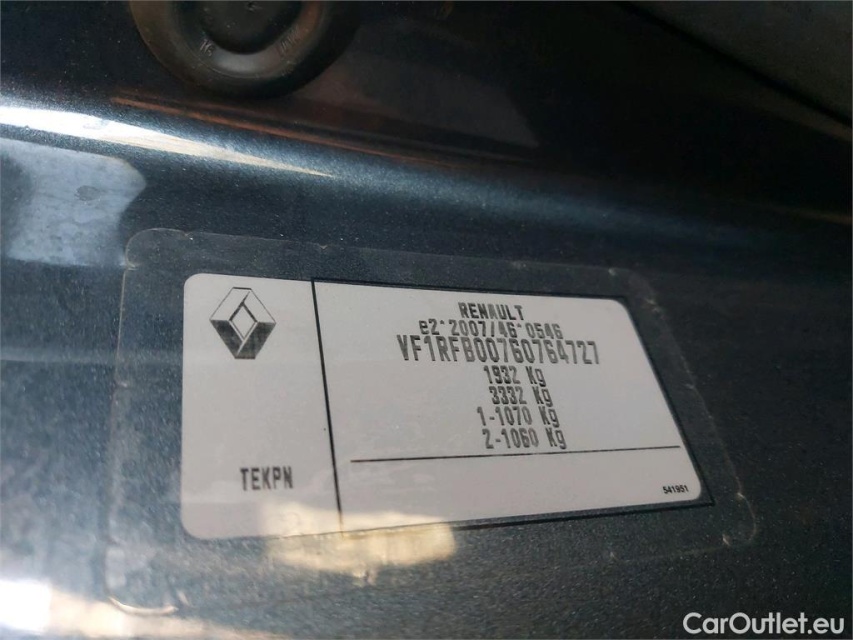 RENAULT
e2*2007/46*0546
VF1RFB00760764727
1932 Kg
3332 Kg
1-1070 Kg
2-1060 Kg
TEKPN
541951
CarOutlet.eu